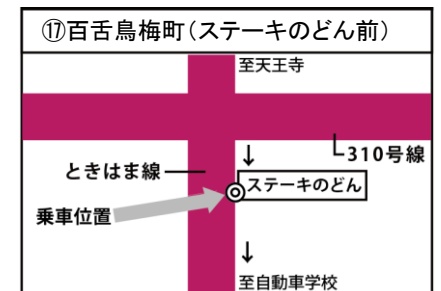 ⑰百舌鳥梅町（ステーキのどん前）
至天王寺
↓
310号線
ときはま線
ステーキのどん
乗車位置
↓
至自動車学校